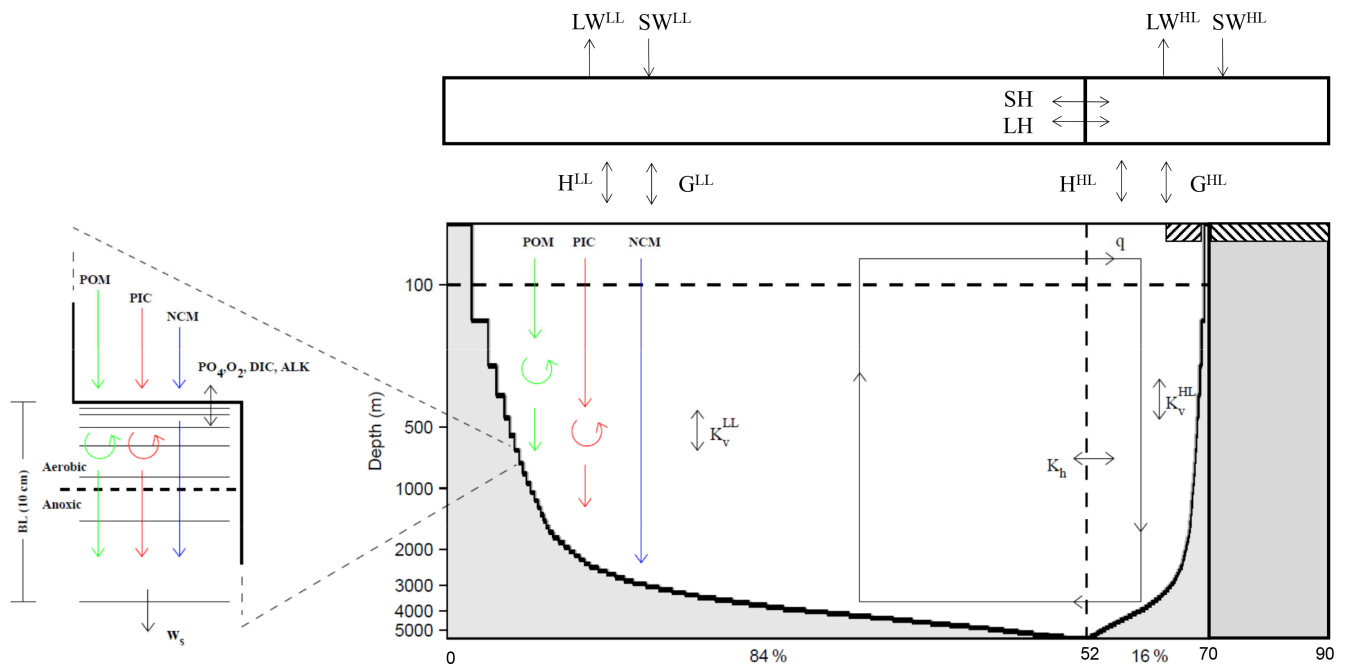 LW^LL SW^LL LW^HL SW^HL
SH
LH
H^LL G^LL H^HL G^HL
POM PIC NCM q
POM
PIC
NCM
100
PO4,O2, DIC, ALK
K_v^HL
500
K_v^LL
Depth (m)
Aerobic
K_h
1000
Anoxic
BL (10 cm)
2000
3000
4000
5000
W_s
0 84 % 52 16 % 70 90